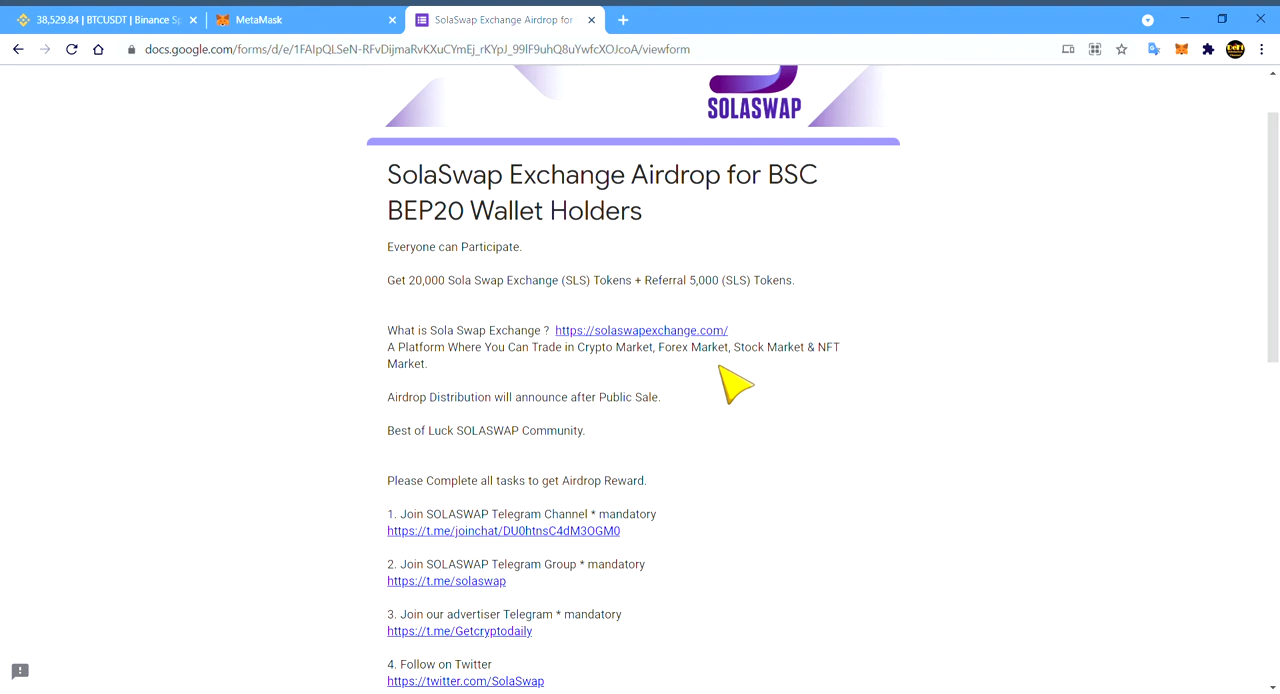 38,529.84 | BTCUSDT | Binance Sp
MetaMask
SolaSwap Exchange Airdrop for
docs.google.com/forms/d/e/1FAIpQLSeN-RFvDijmaRvKXuCYmEj_rKYpJ_99lF9uhQ8uYwfcXOJcoA/viewform
SOLASWAP
SolaSwap Exchange Airdrop for BSC
BEP20 Wallet Holders
Everyone can Participate.
Get 20,000 Sola Swap Exchange (SLS) Tokens + Referral 5,000 (SLS) Tokens.
What is Sola Swap Exchange ? https://solaswapexchange.com/
A Platform Where You Can Trade in Crypto Market, Forex Market, Stock Market & NFT
Market.
Airdrop Distribution will announce after Public Sale.
Best of Luck SOLASWAP Community.
Please Complete all tasks to get Airdrop Reward.
1. Join SOLASWAP Telegram Channel * mandatory
https://t.me/joinchat/DU0htnsC4dM3OGM0
2. Join SOLASWAP Telegram Group * mandatory
https://t.me/solaswap
3. Join our advertiser Telegram * mandatory
https://t.me/Getcryptodaily
4. Follow on Twitter
https://twitter.com/SolaSwap